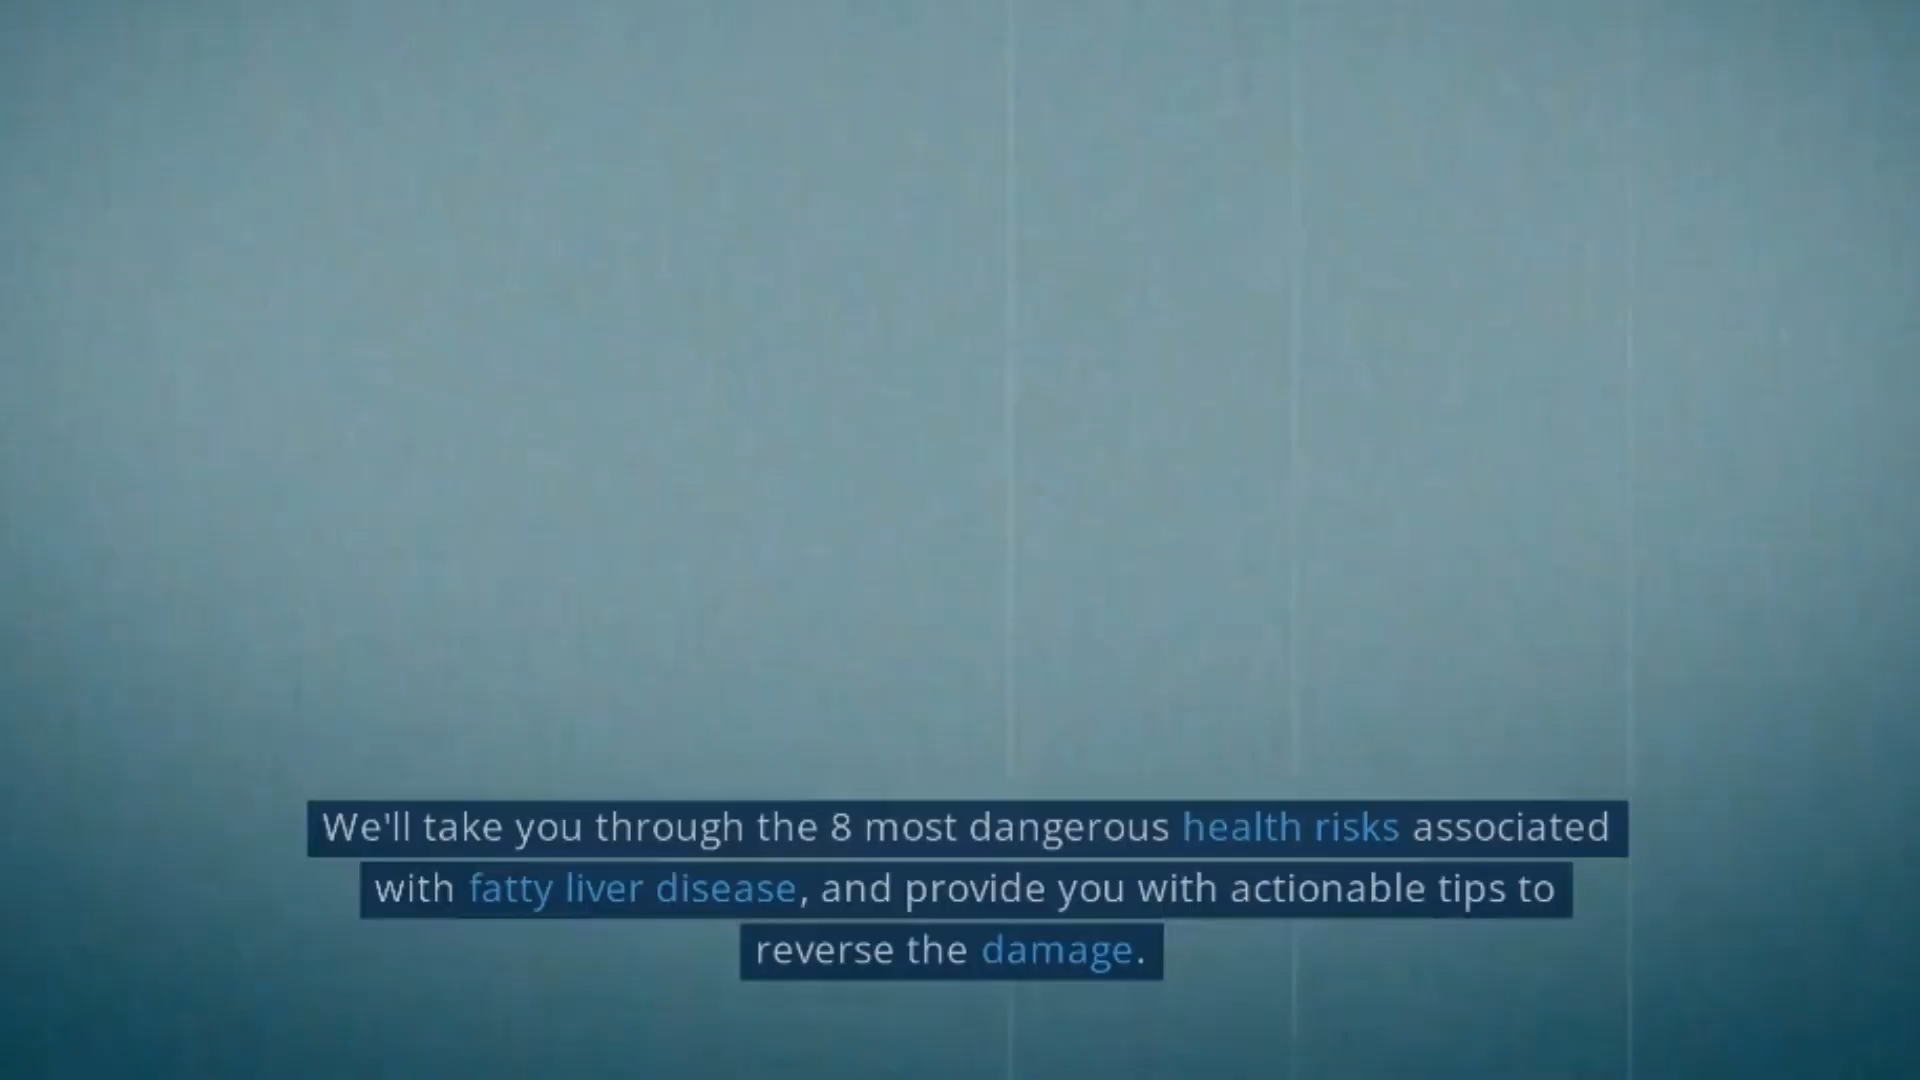 We'll take you through the 8 most dangerous health risks associated
with fatty liver disease, and provide you with actionable tips to
reverse the damage.